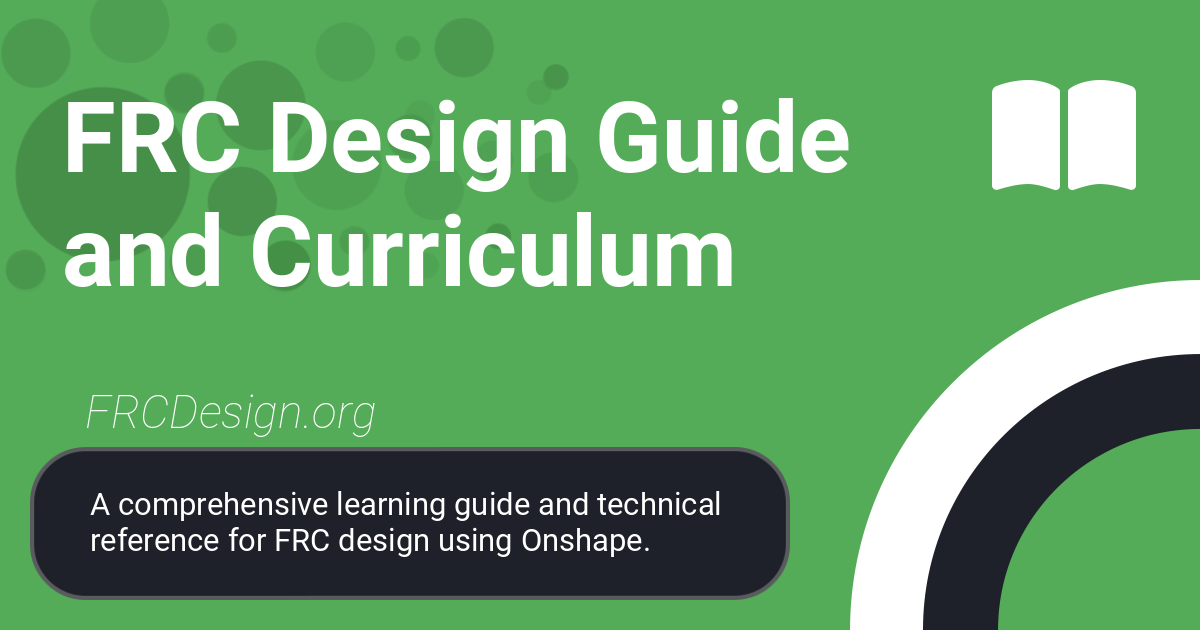 FRC Design Guide
and Curriculum
FRCDesign.org
A comprehensive learning guide and technical
reference for FRC design using Onshape.